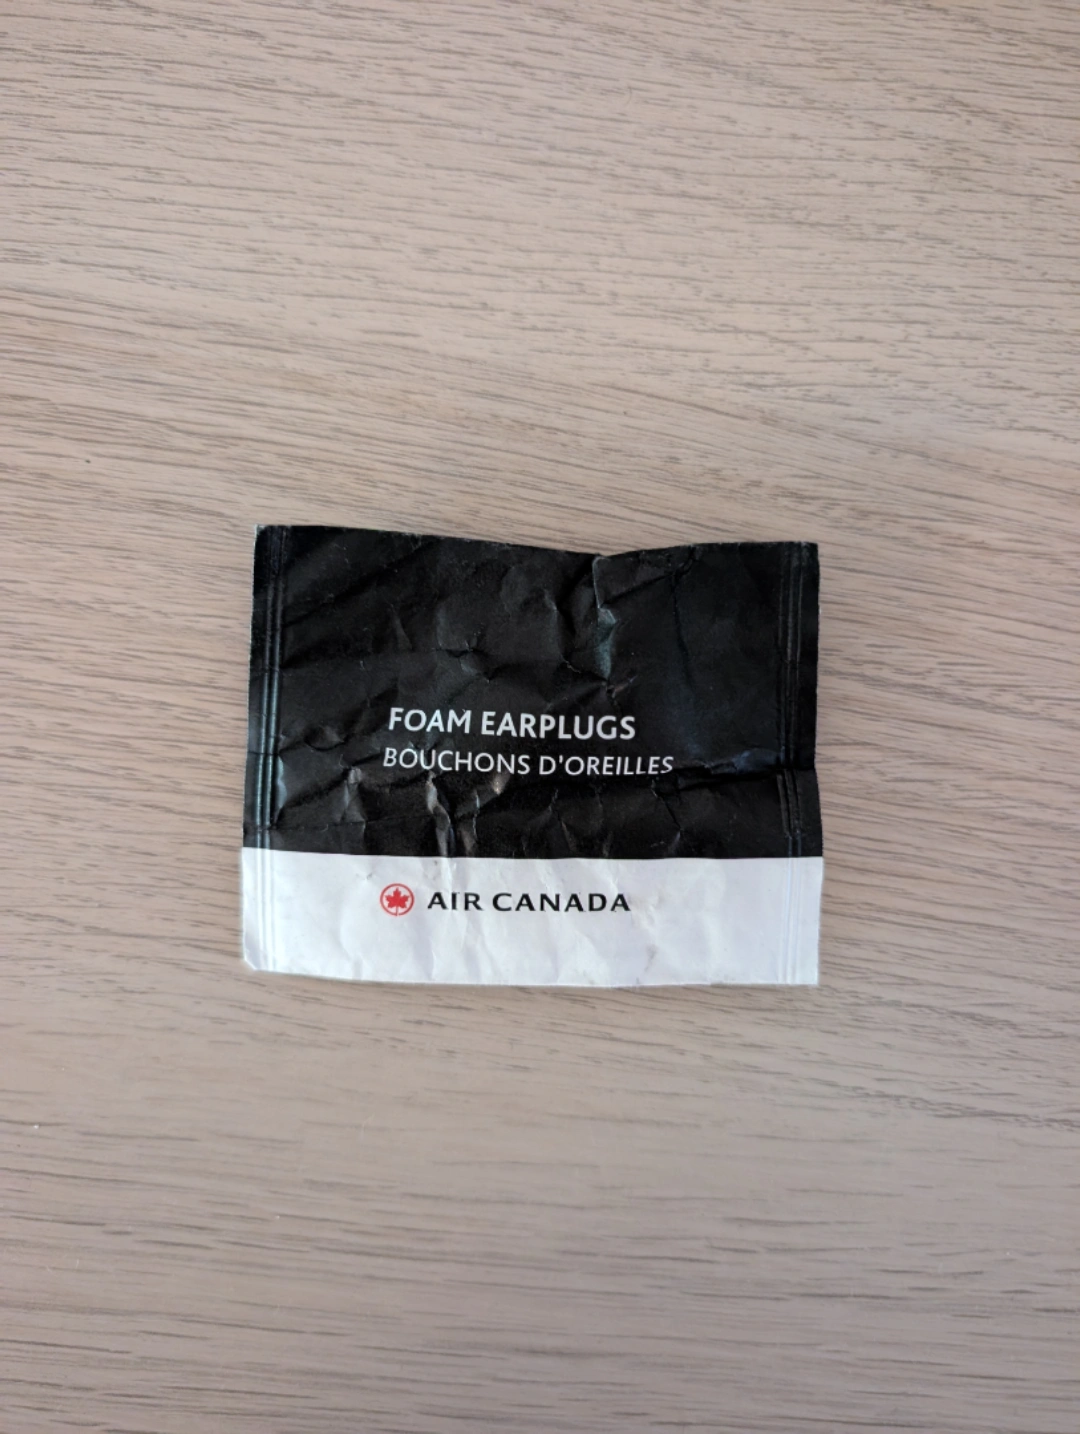 FOAM EARPLUGS
BOUCHONS D'OREILLES
AIR CANADA